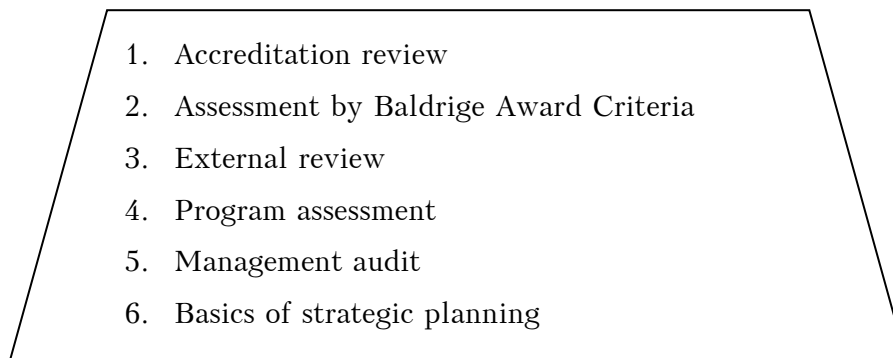 1. Accreditation review
2. Assessment by Baldrige Award Criteria
3. External review
4. Program assessment
5. Management audit
6. Basics of strategic planning